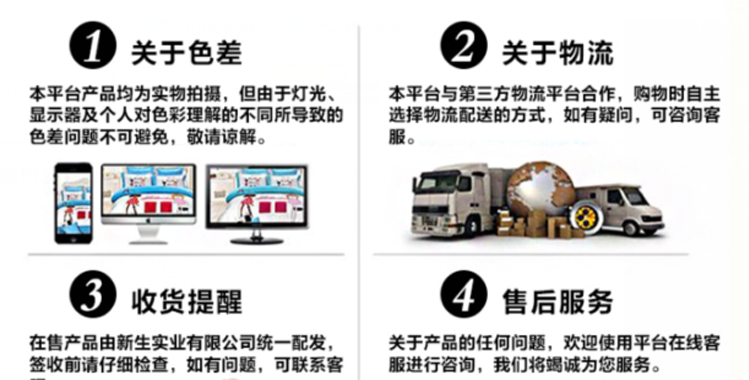 1 关于色差
本平台产品均为实物拍摄，但由于灯光、
显示器及个人对色彩理解的不同所导致的
色差问题不可避免，敬请谅解。
2 关于物流
本平台与第三方物流平台合作，购物时自主
选择物流配送的方式，如有疑问，可咨询客
服。
3 收货提醒
在售产品由新生实业有限公司统一配发，
签收前请仔细检查，如有问题，可联系客
4 售后服务
关于产品的任何问题，欢迎使用平台在线客
服进行咨询，我们将竭诚为您服务。